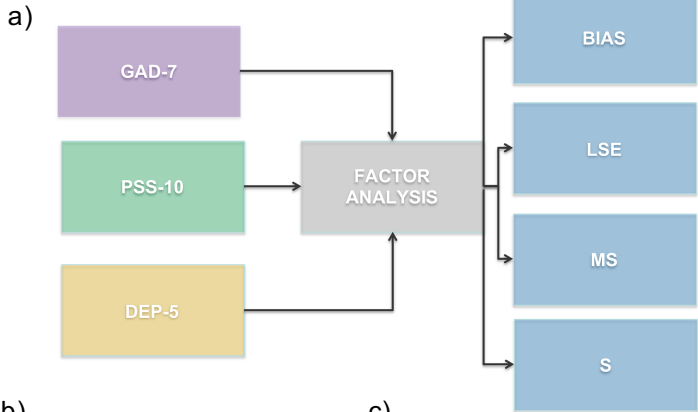 a)
GAD-7
PSS-10
DEP-5
FACTOR
ANALYSIS
BIAS
LSE
MS
S
b)
c)